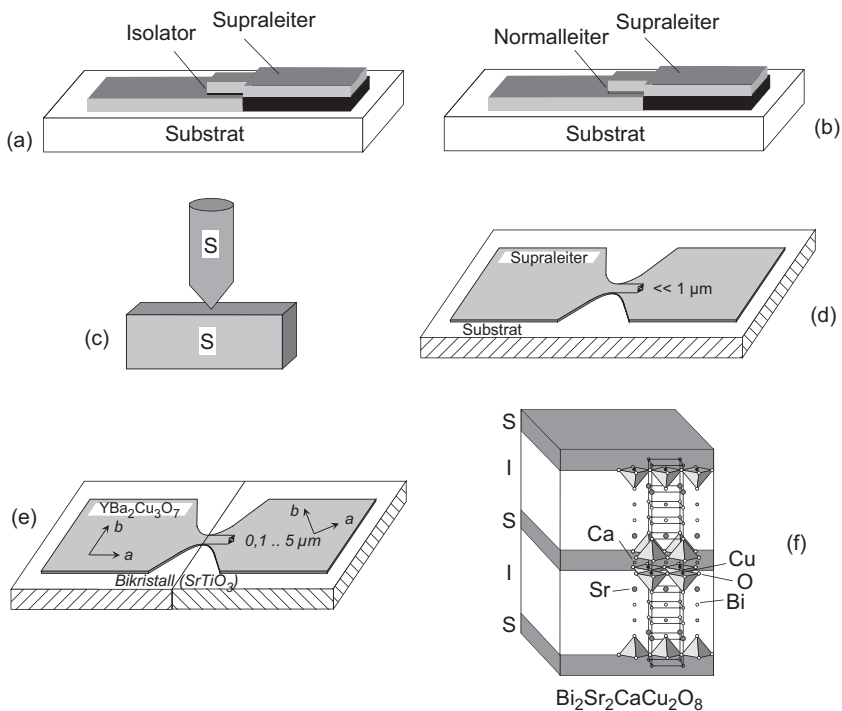 Isolator
Supraleiter
Substrat
(a)
Normalleiter
Supraleiter
Substrat
(b)
S
S
(c)
Supraleiter
<< 1 µm
Substrat
(d)
(e)
YBa₂Cu₃O₇
b
a
0,1 .. 5 µm
b
a
Bikristall (SrTiO₃)
S
I
S
I
S
Ca
Sr
Cu
O
Bi
(f)
Bi₂Sr₂CaCu₂O₈